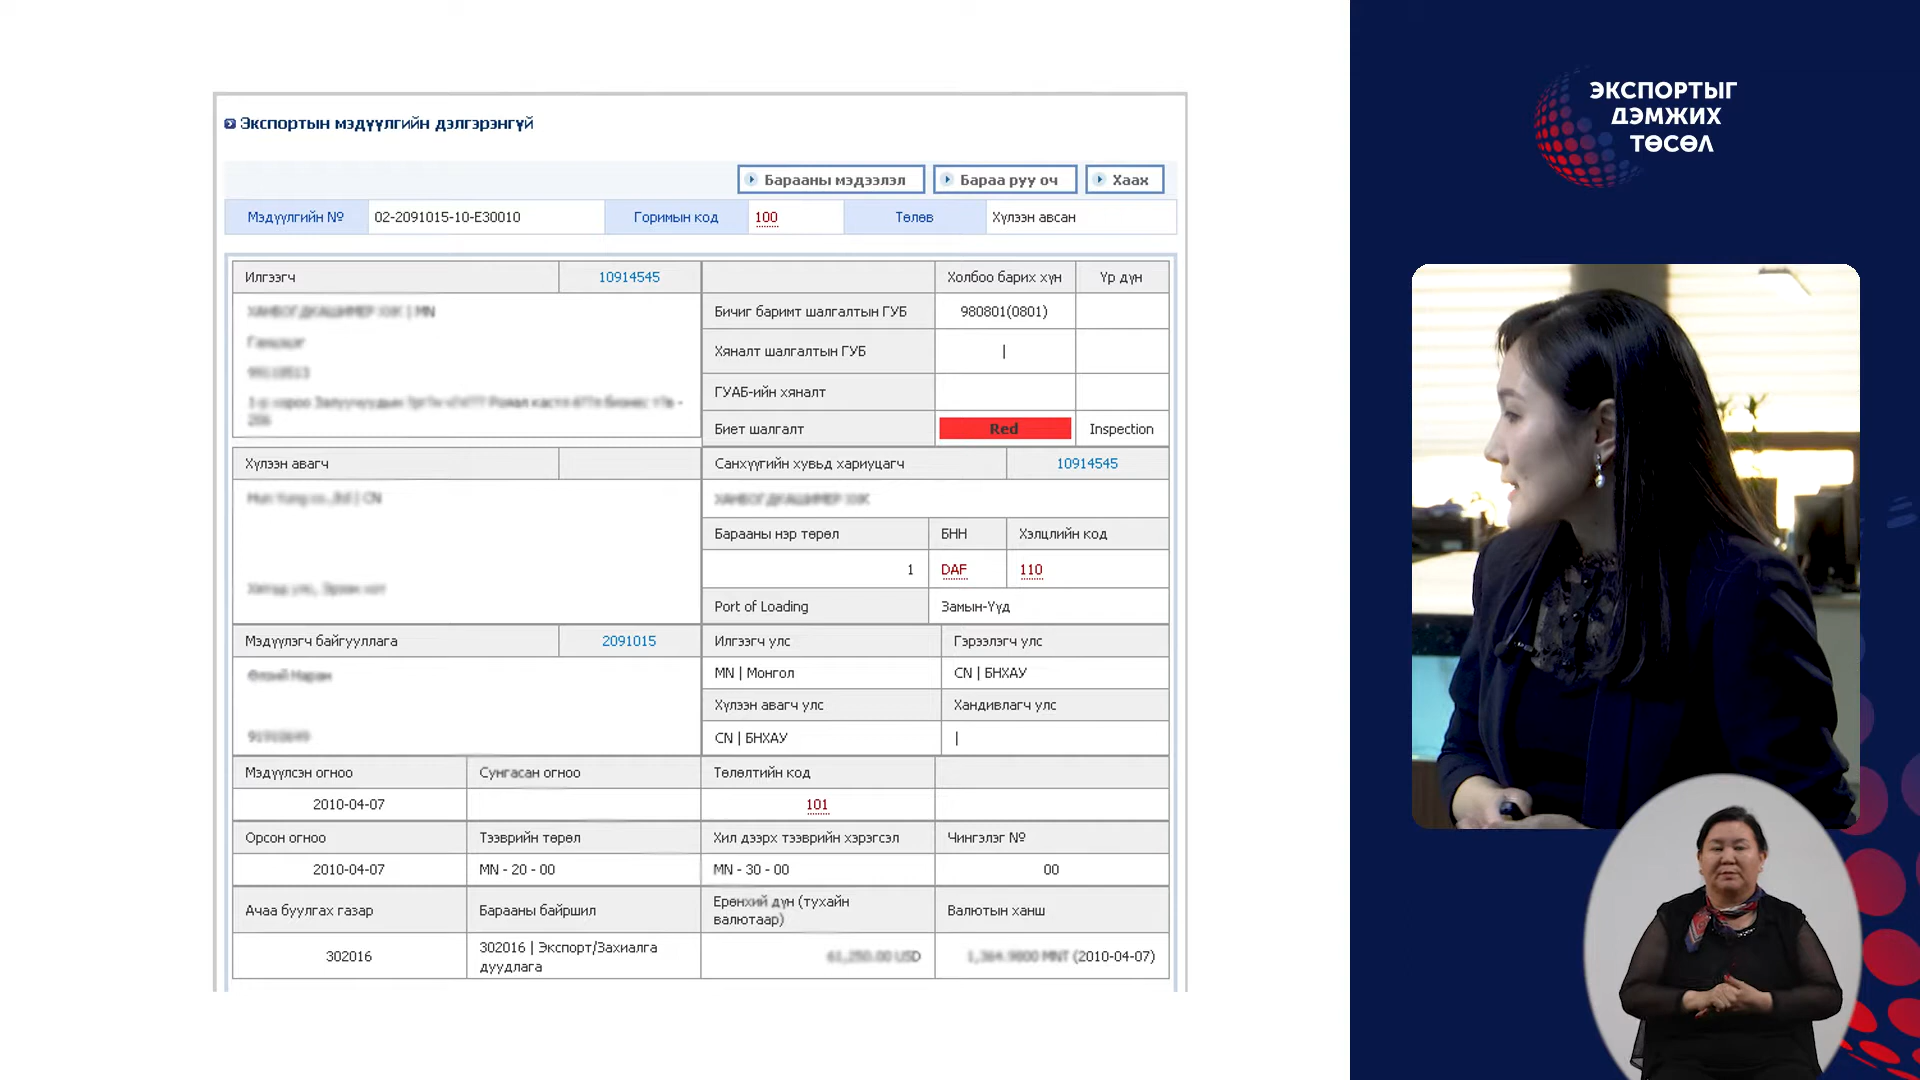 Экспортын мэдүүлгийн дэлгэрэнгүй
Барааны мэдээлэл
Бараа руу оч
Хаах
Мэдүүлгийн №
02-2091015-10-E30010
Горимын код
100
Төлөв
Хүлээн авсан
Илгээгч
10914545
Холбоо барих хүн
Үр дүн
MN
Бичиг баримт шалгалтын ГУБ
980801(0801)
Хяналт шалгалтын ГУБ
|
ГУАБ-ийн хяналт
Биет шалгалт
Red
Inspection
Хүлээн авагч
Санхүүгийн хувьд хариуцагч
10914545
| CN
Барааны нэр төрөл
БНН
Хэлцлийн код
1
DAF
110
Port of Loading
Замын-Үүд
Мэдүүлэгч байгууллага
2091015
Илгээгч улс
Гэрээлэгч улс
MN | Монгол
CN | БНХАУ
Хүлээн авагч улс
Хандивлагч улс
CN | БНХАУ
|
Мэдүүлсэн огноо
Сунгасан огноо
Төлөлтийн код
2010-04-07
101
Орсон огноо
Тээврийн төрөл
Хил дээрх тээврийн хэрэгсэл
Чингэлэг №
2010-04-07
MN - 20 - 00
MN - 30 - 00
00
Ачаа буулгах газар
Барааны байршил
Ерөнхий дүн (тухайн
валютаар)
Валютын ханш
302016
302016 | Экспорт/Захиалга
дуудлага
USD
MNT (2010-04-07)
ЭКСПОРТЫГ
ДЭМЖИХ
ТӨСӨЛ